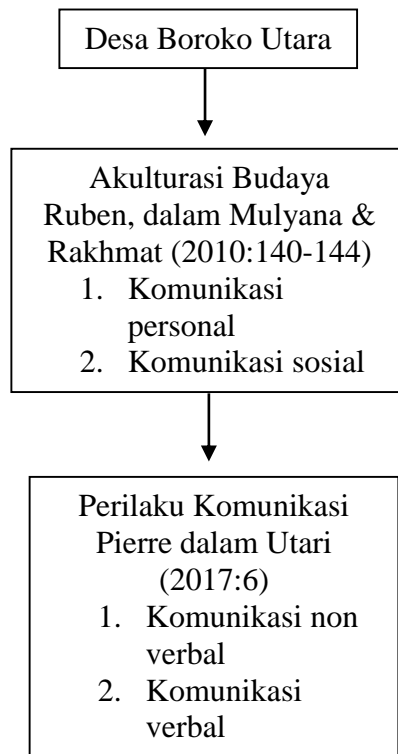 Desa Boroko Utara
Akulturasi Budaya
Ruben, dalam Mulyana &
Rakhmat (2010:140-144)
1. Komunikasi
personal
2. Komunikasi sosial
Perilaku Komunikasi
Pierre dalam Utari
(2017:6)
1. Komunikasi non
verbal
2. Komunikasi
verbal